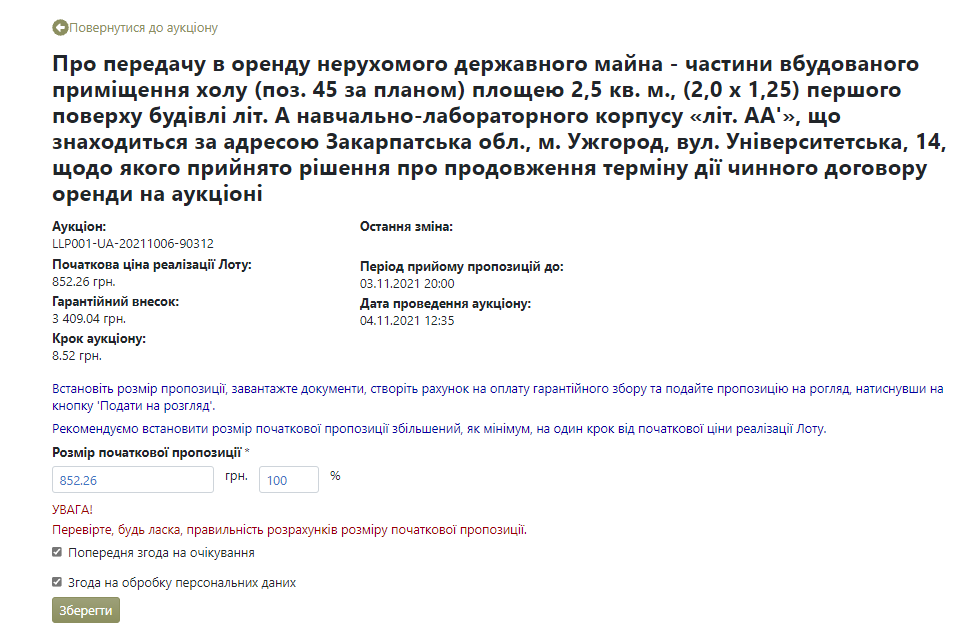 Повернутися до аукціону
Про передачу в оренду нерухомого державного майна - частини вбудованого
приміщення холу (поз. 45 за планом) площею 2,5 кв. м., (2,0 х 1,25) першого
поверху будівлі літ. А навчально-лабораторного корпусу «літ. АА'», що
знаходиться за адресою Закарпатська обл., м. Ужгород, вул. Університетська, 14,
щодо якого прийнято рішення про продовження терміну дії чинного договору
оренди на аукціоні
Аукціон:
LLP001-UA-20211006-90312
Остання зміна:
Початкова ціна реалізації Лоту:
852.26 грн.
Період прийому пропозицій до:
03.11.2021 20:00
Гарантійний внесок:
3 409.04 грн.
Дата проведення аукціону:
04.11.2021 12:35
Крок аукціону:
8.52 грн.
Встановіть розмір пропозиції, завантажте документи, створіть рахунок на оплату гарантійного збору та подайте пропозицію на рогляд, натиснувши на
кнопку 'Подати на розгляд'.
Рекомендуємо встановити розмір початкової пропозиції збільшений, як мінімум, на один крок від початкової ціни реалізації Лоту.
Розмір початкової пропозиції *
852.26 грн. 100 %
УВАГА!
Перевірте, будь ласка, правильність розрахунків розміру початкової пропозиції.
Попередня згода на очікування
Згода на обробку персональних даних
Зберегти